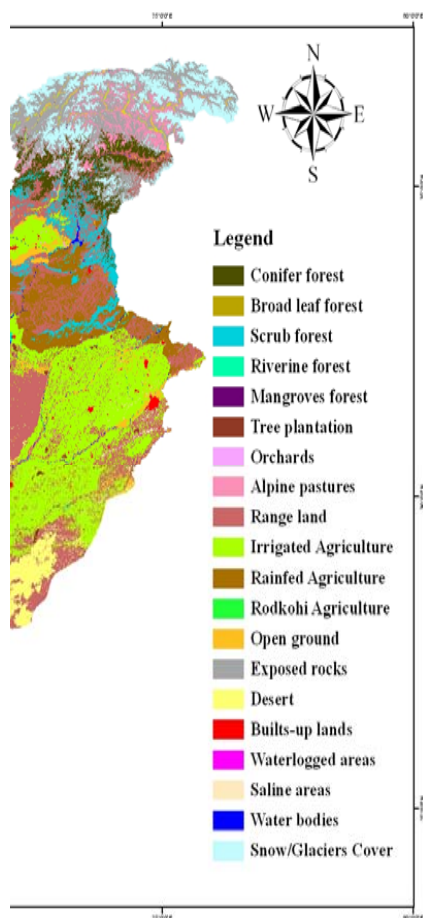 N
W E
S
Legend
Conifer forest
Broad leaf forest
Scrub forest
Riverine forest
Mangroves forest
Tree plantation
Orchards
Alpine pastures
Range land
Irrigated Agriculture
Rainfed Agriculture
Rodkohi Agriculture
Open ground
Exposed rocks
Desert
Builts-up lands
Waterlogged areas
Saline areas
Water bodies
Snow/Glaciers Cover